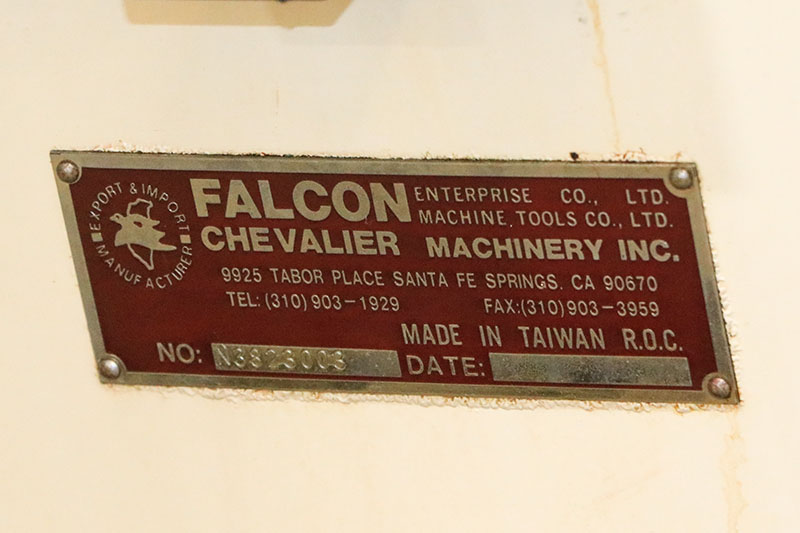 EXPORT & IMPORT
MANUFACTURER
FALCON ENTERPRISE CO., LTD.
MACHINE TOOLS CO., LTD.
CHEVALIER MACHINERY INC.
9925 TABOR PLACE SANTA FE SPRINGS. CA 90670
TEL: (310) 903-1929 FAX:(310) 903-3959
MADE IN TAIWAN R.O.C.
NO: N3823003 DATE: